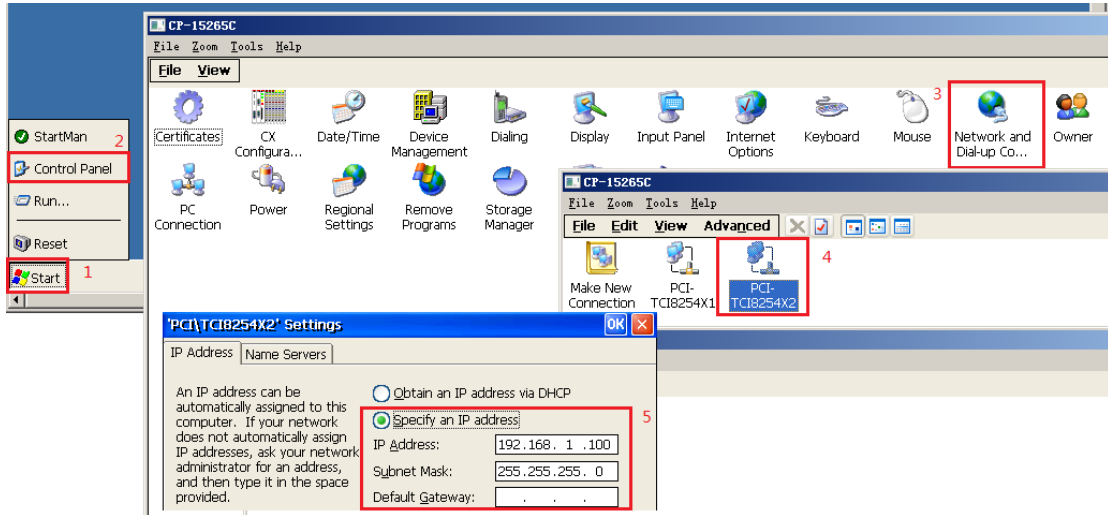 CP-15265C
File Zoom Tools Help
File View
Certificates
CX Configura...
Date/Time
Device Management
Dialing
Display
Input Panel
Internet Options
Keyboard
Mouse
3
Network and Dial-up Co...
Owner
PC Connection
Power
Regional Settings
Remove Programs
Storage Manager
StartMan
2
Control Panel
Run...
Reset
Start
1
CP-15265C
File Zoom Tools Help
File Edit View Advanced
Make New Connection
PCI-TCI8254X1
PCI-TCI8254X2
4
'PCI\TCI8254X2' Settings
OK
IP Address
Name Servers
An IP address can be
automatically assigned to this
computer. If your network
does not automatically assign
IP addresses, ask your network
administrator for an address,
and then type it in the space
provided.
Obtain an IP address via DHCP
Specify an IP address
5
IP Address: 192.168. 1 .100
Subnet Mask: 255.255.255. 0
Default Gateway: . . .